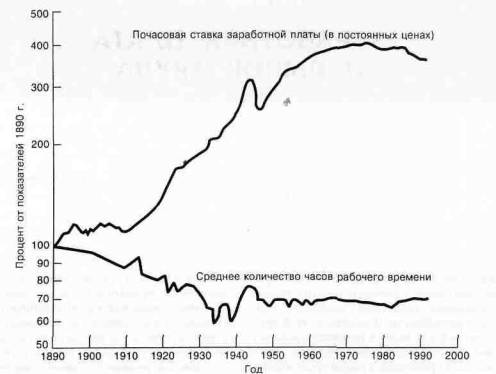 Почасовая ставка заработной платы (в постоянных ценах)
Процент от показателей 1890 г.
500
400
300
200
100
90
80
70
60
50
Среднее количество часов рабочего времени
1890 1900 1910 1920 1930 1940 1950 1960 1970 1980 1990 2000
Год